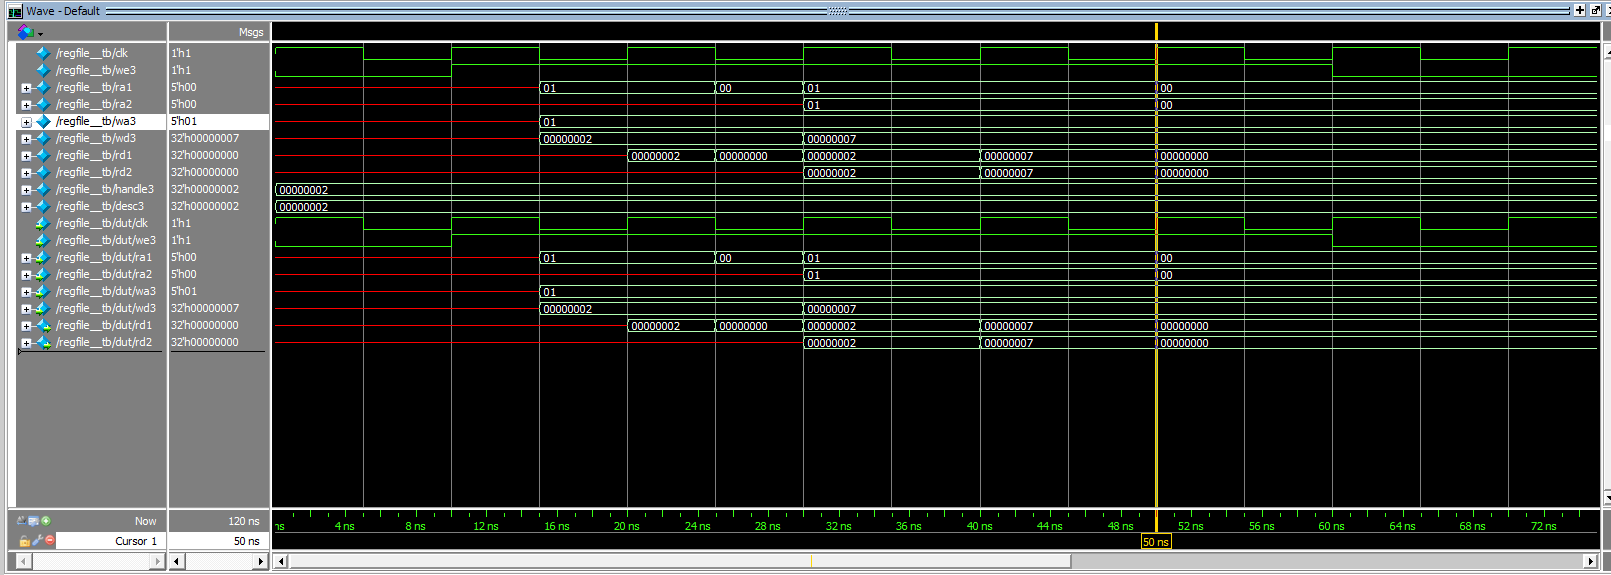 Wave - Default
Msgs
/regfile__tb/clk 1'h1
/regfile__tb/we3 1'h1
/regfile__tb/ra1 5'h00 01 00 01 00
/regfile__tb/ra2 5'h00 01 00
/regfile__tb/wa3 5'h01 01
/regfile__tb/wd3 32'h00000007 00000002 00000007
/regfile__tb/rd1 32'h00000000 00000002 00000000 00000002 00000007 00000000
/regfile__tb/rd2 32'h00000000 00000002 00000007 00000000
/regfile__tb/handle3 32'h00000002 00000002
/regfile__tb/desc3 32'h00000002 00000002
/regfile__tb/dut/clk 1'h1
/regfile__tb/dut/we3 1'h1
/regfile__tb/dut/ra1 5'h00 01 00 01 00
/regfile__tb/dut/ra2 5'h00 01 00
/regfile__tb/dut/wa3 5'h01 01
/regfile__tb/dut/wd3 32'h00000007 00000002 00000007
/regfile__tb/dut/rd1 32'h00000000 00000002 00000000 00000002 00000007 00000000
/regfile__tb/dut/rd2 32'h00000000 00000002 00000007 00000000
Now 120 ns ns 4 ns 8 ns 12 ns 16 ns 20 ns 24 ns 28 ns 32 ns 36 ns 40 ns 44 ns 48 ns 52 ns 56 ns 60 ns 64 ns 68 ns 72 ns
Cursor 1 50 ns 50 ns